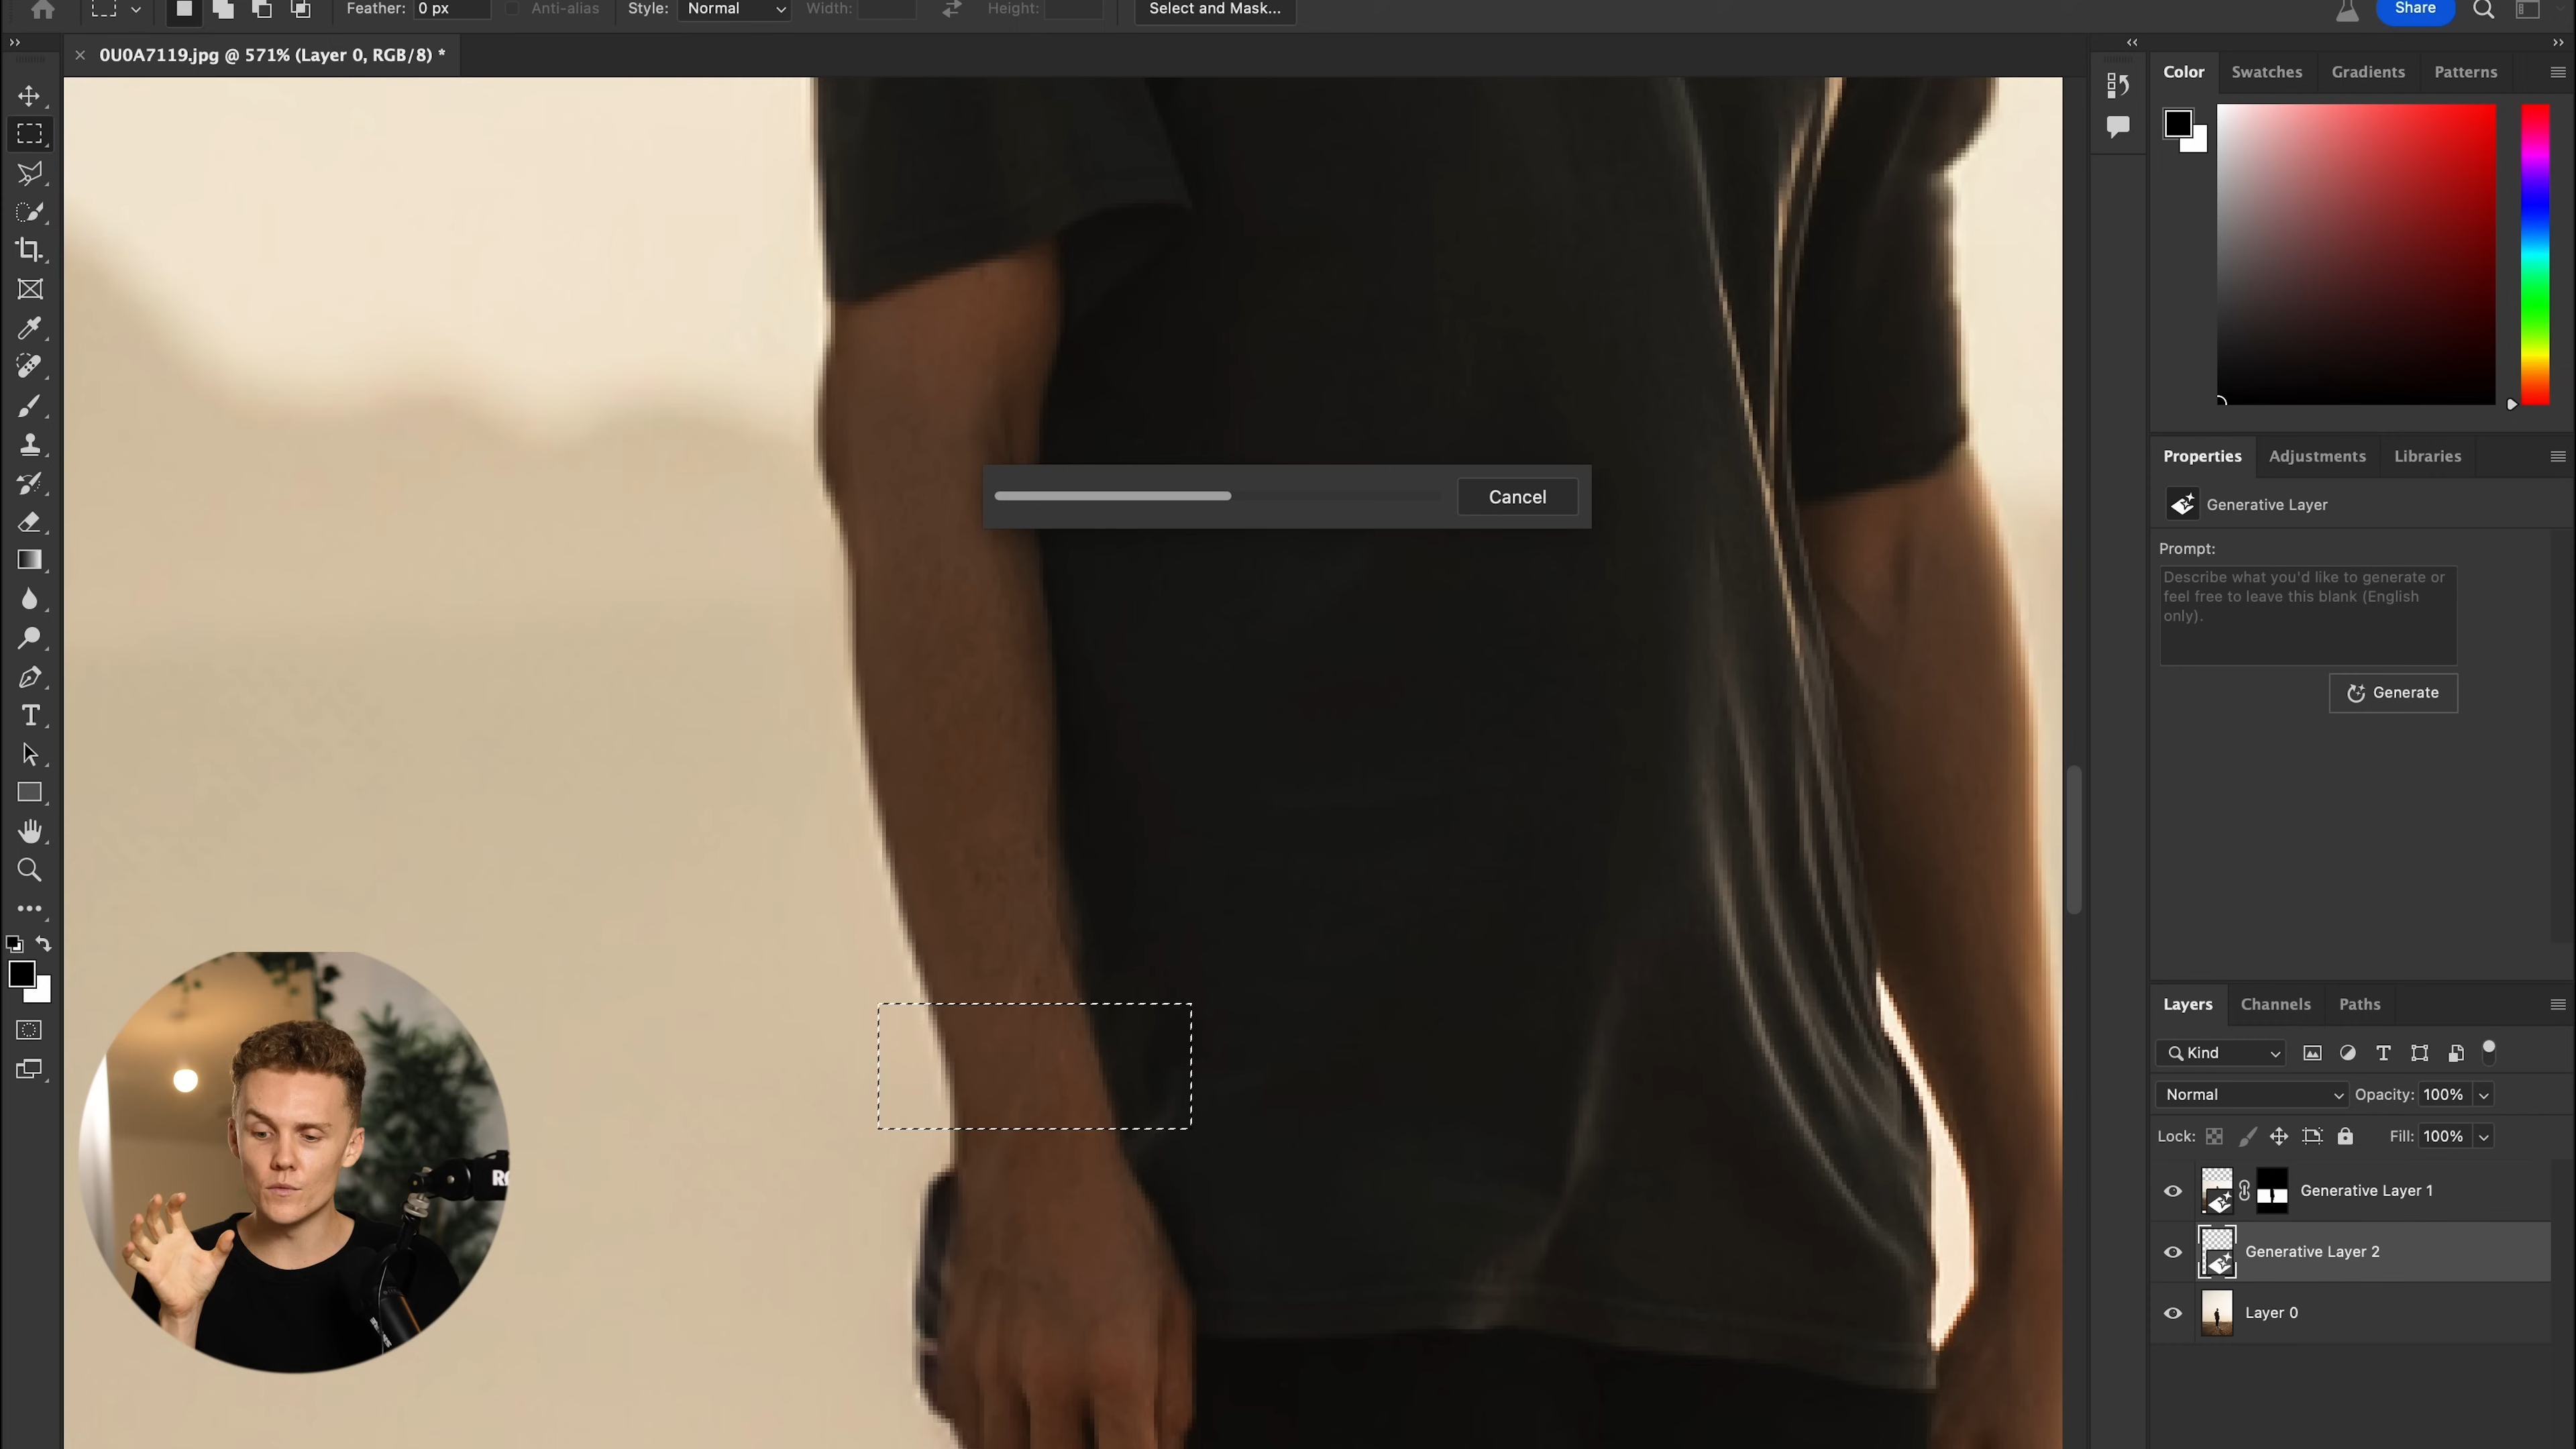 Feather: 0 px Anti-alias Style: Normal Width: Height: Select and Mask... Share
0U0A7119.jpg @ 571% (Layer 0, RGB/8) *
Color Swatches Gradients Patterns
Properties Adjustments Libraries
Generative Layer
Prompt:
Describe what you'd like to generate or
feel free to leave this blank (English
only).
Generate
Cancel
Layers Channels Paths
Kind
Normal Opacity: 100%
Lock: Fill: 100%
Generative Layer 1
Generative Layer 2
Layer 0